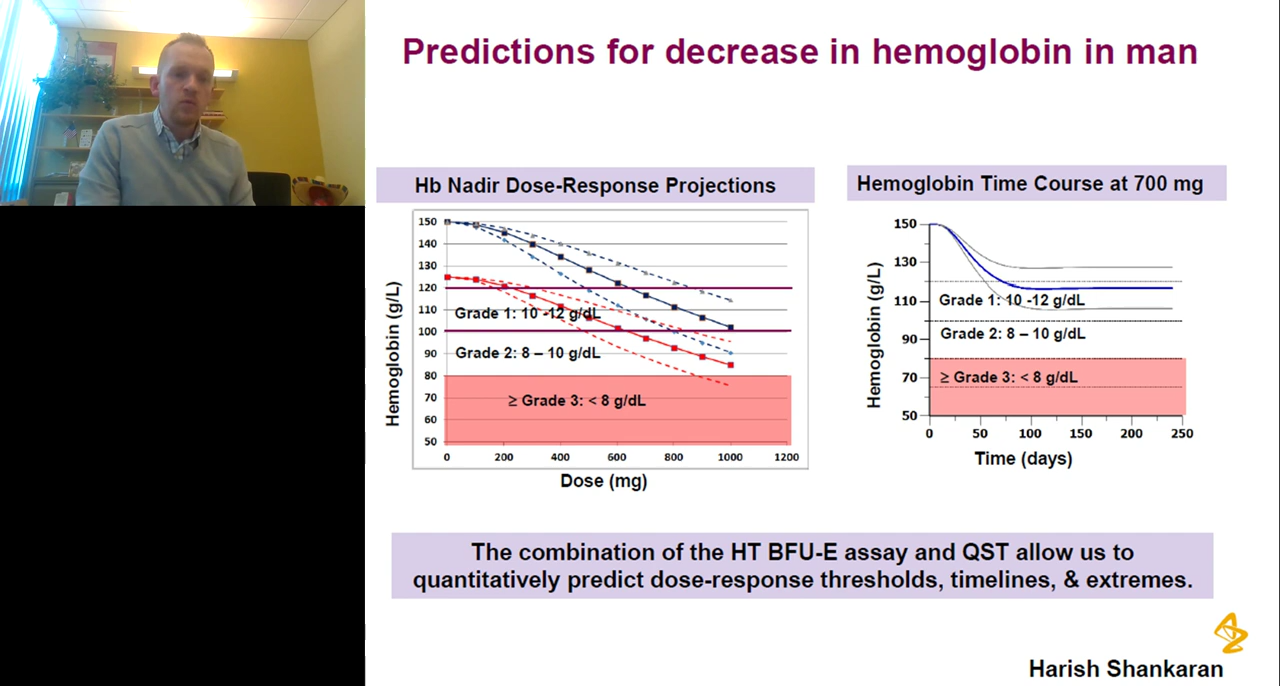 Predictions for decrease in hemoglobin in man
Hb Nadir Dose-Response Projections
Hemoglobin (g/L)
150
140
130
120
110
100
90
80
70
60
50
Grade 1: 10 -12 g/dL
Grade 2: 8 – 10 g/dL
≥ Grade 3: < 8 g/dL
0 200 400 600 800 1000 1200
Dose (mg)
Hemoglobin Time Course at 700 mg
Hemoglobin (g/L)
150
130
110
90
70
50
Grade 1: 10 -12 g/dL
Grade 2: 8 – 10 g/dL
≥ Grade 3: < 8 g/dL
0 50 100 150 200 250
Time (days)
The combination of the HT BFU-E assay and QST allow us to
quantitatively predict dose-response thresholds, timelines, & extremes.
Harish Shankaran